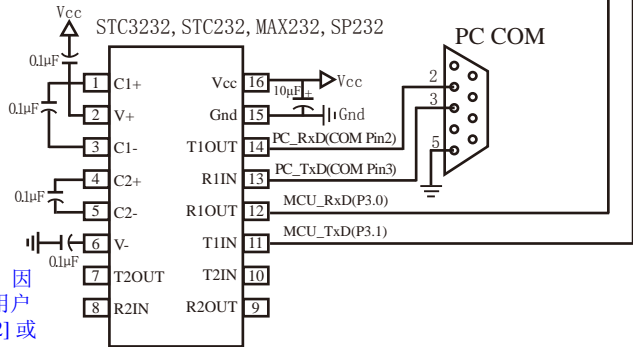 Vcc
STC3232, STC232, MAX232, SP232
PC COM
0.1μF
0.1μF
0.1μF
0.1μF
1 C1+
2 V+
3 C1-
4 C2+
5 C2-
6 V-
7 T2OUT
8 R2IN
Vcc 16
Gnd 15
T1OUT 14
R1IN 13
R1OUT 12
T1IN 11
T2IN 10
R2OUT 9
Vcc
10μF +
Gnd
PC_RxD(COM Pin2)
PC_TxD(COM Pin3)
MCU_RxD(P3.0)
MCU_TxD(P3.1)
2
3
5
因
用户
2] 或